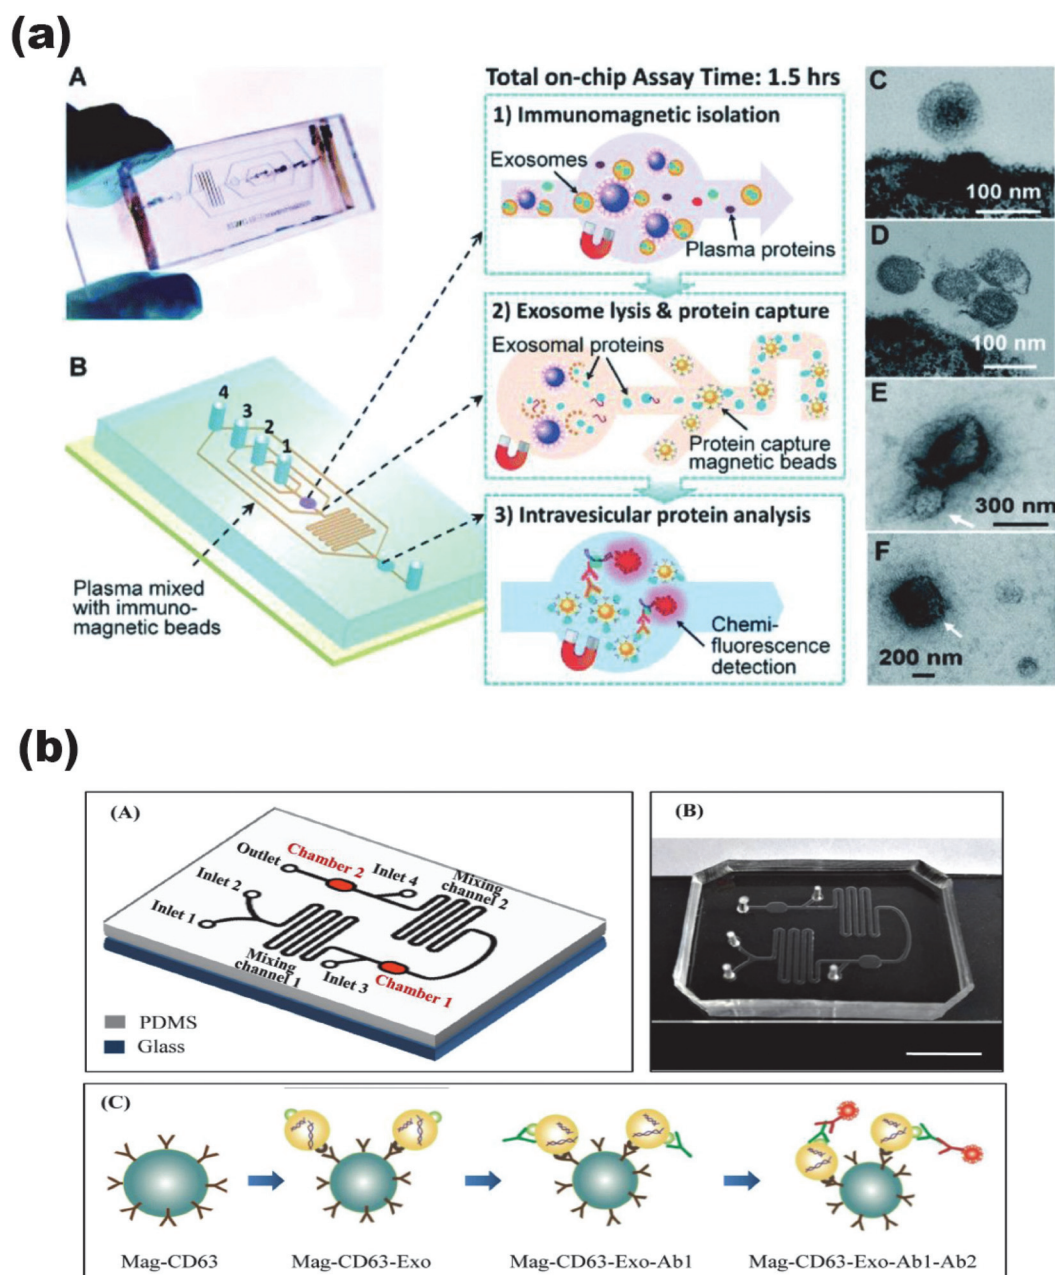 (a)
A
Total on-chip Assay Time: 1.5 hrs
1) Immunomagnetic isolation
Exosomes
Plasma proteins
2) Exosome lysis & protein capture
Exosomal proteins
Protein capture
magnetic beads
3) Intravesicular protein analysis
Chemi-
fluorescence
detection
B
4
3
2
1
Plasma mixed
with immuno-
magnetic beads
C
100 nm
D
100 nm
E
300 nm
F
200 nm
(b)
(A)
Outlet
Chamber 2
Inlet 4
Mixing
channel 2
Inlet 2
Inlet 1
Mixing
channel 1
Inlet 3
Chamber 1
PDMS
Glass
(B)
(C)
Mag-CD63
Mag-CD63-Exo
Mag-CD63-Exo-Ab1
Mag-CD63-Exo-Ab1-Ab2